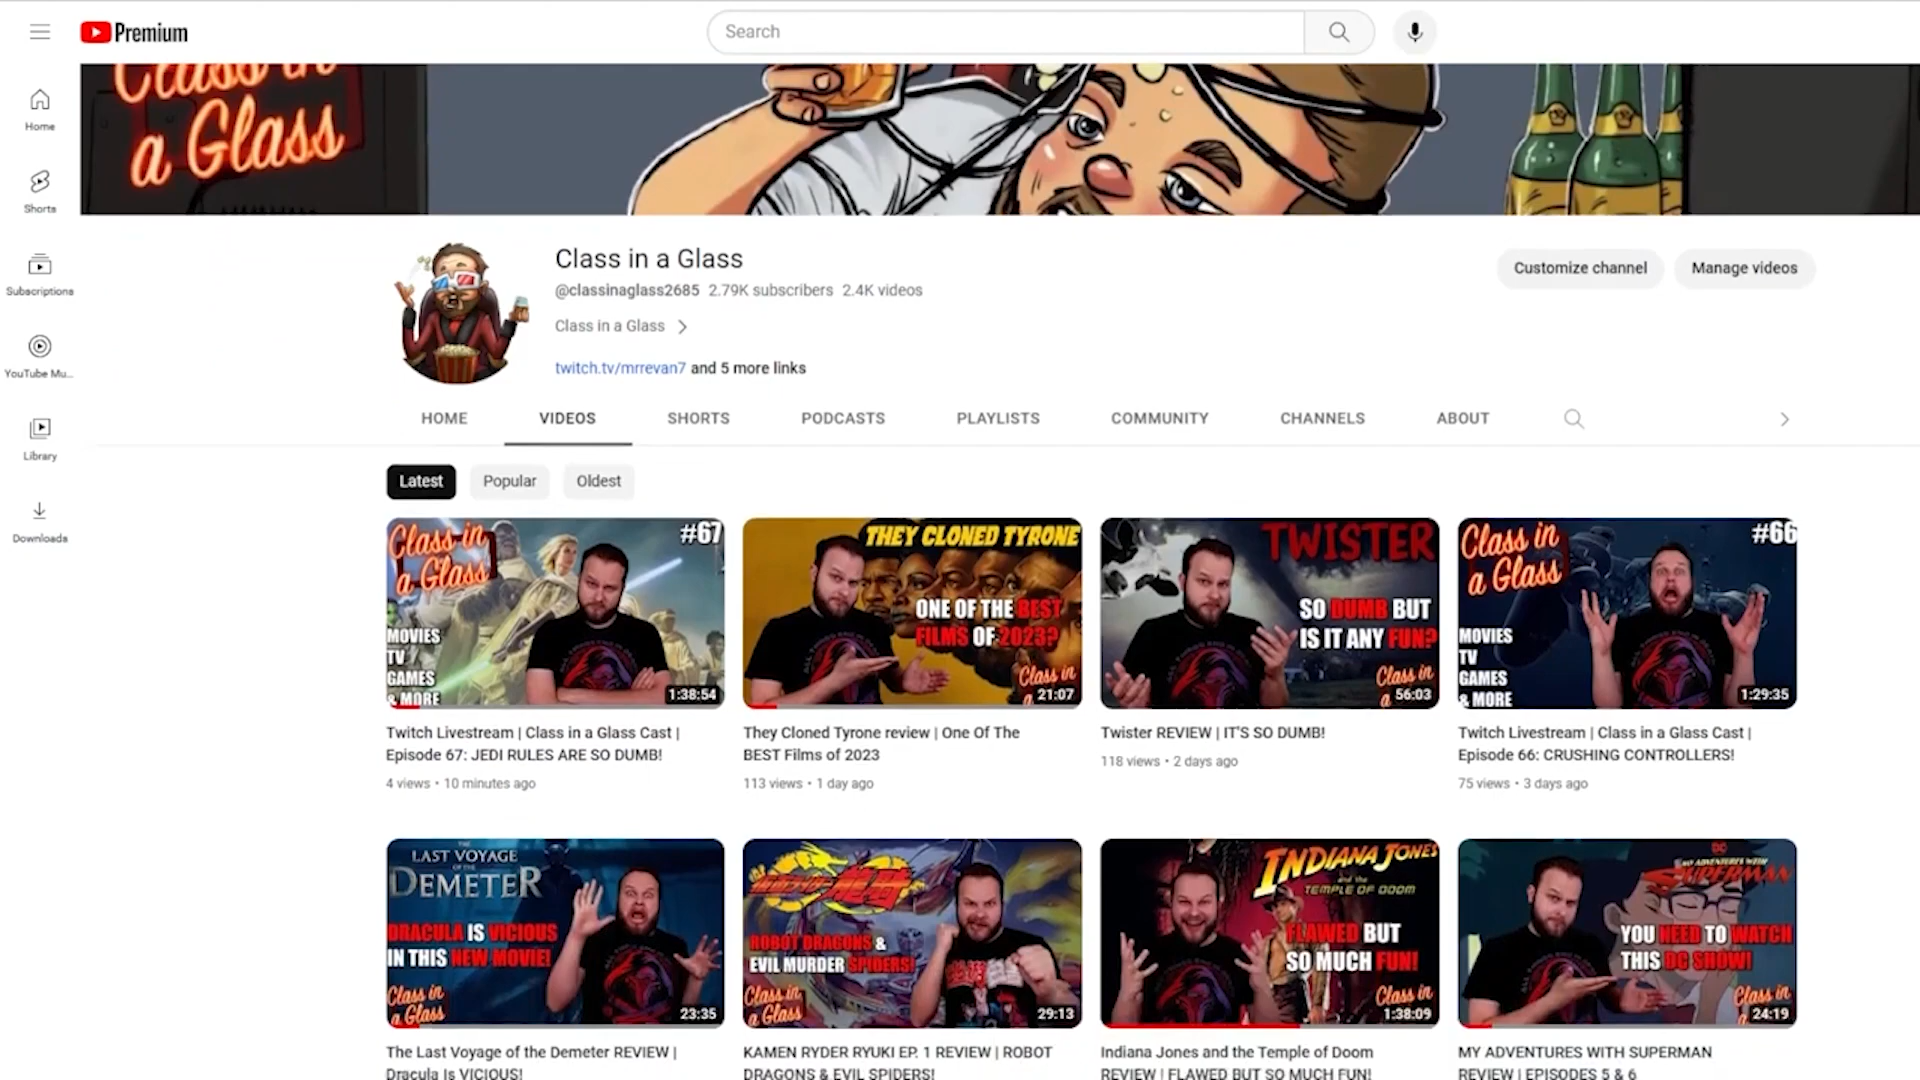 Premium
Search
Class in
a Glass
Home
Shorts
Subscriptions
YouTube Mu...
Library
Downloads
Class in a Glass
@classinaglass2685 2.79K subscribers 2.4K videos
Class in a Glass
twitch.tv/mrrevan7 and 5 more links
Customize channel
Manage videos
HOME
VIDEOS
SHORTS
PODCASTS
PLAYLISTS
COMMUNITY
CHANNELS
ABOUT
Latest
Popular
Oldest
Class in
a Glass
#67
MOVIES
TV
GAMES
& MORE
1:38:54
Twitch Livestream | Class in a Glass Cast |
Episode 67: JEDI RULES ARE SO DUMB!
4 views • 10 minutes ago
THEY CLONED TYRONE
ONE OF THE BEST
FILMS OF 2023?
Class in
21:07
They Cloned Tyrone review | One Of The
BEST Films of 2023
113 views • 1 day ago
TWISTER
SO DUMB BUT
IS IT ANY FUN?
Class in
a
56:03
Twister REVIEW | IT'S SO DUMB!
118 views • 2 days ago
Class in
a Glass
#66
MOVIES
TV
GAMES
& MORE
1:29:35
Twitch Livestream | Class in a Glass Cast |
Episode 66: CRUSHING CONTROLLERS!
75 views • 3 days ago
LAST VOYAGE
OF THE
DEMETER
DRACULA IS VICIOUS
IN THIS NEW MOVIE!
Class in
a Glass
23:35
The Last Voyage of the Demeter REVIEW |
Dracula Is VICIOUS!
ROBOT DRAGONS &
EVIL MURDER SPIDERS!
Class in
a Glass
29:13
KAMEN RYDER RYUKI EP. 1 REVIEW | ROBOT
DRAGONS & EVIL SPIDERS!
INDIANA JONES
and the
TEMPLE OF DOOM
FLAWED BUT
SO MUCH FUN!
Class in
1:38:09
Indiana Jones and the Temple of Doom
REVIEW | FLAWED BUT SO MUCH FUN!
DC
MY ADVENTURES WITH
SUPERMAN
YOU NEED TO WATCH
THIS DC SHOW!
Class in
24:19
MY ADVENTURES WITH SUPERMAN
REVIEW | EPISODES 5 & 6